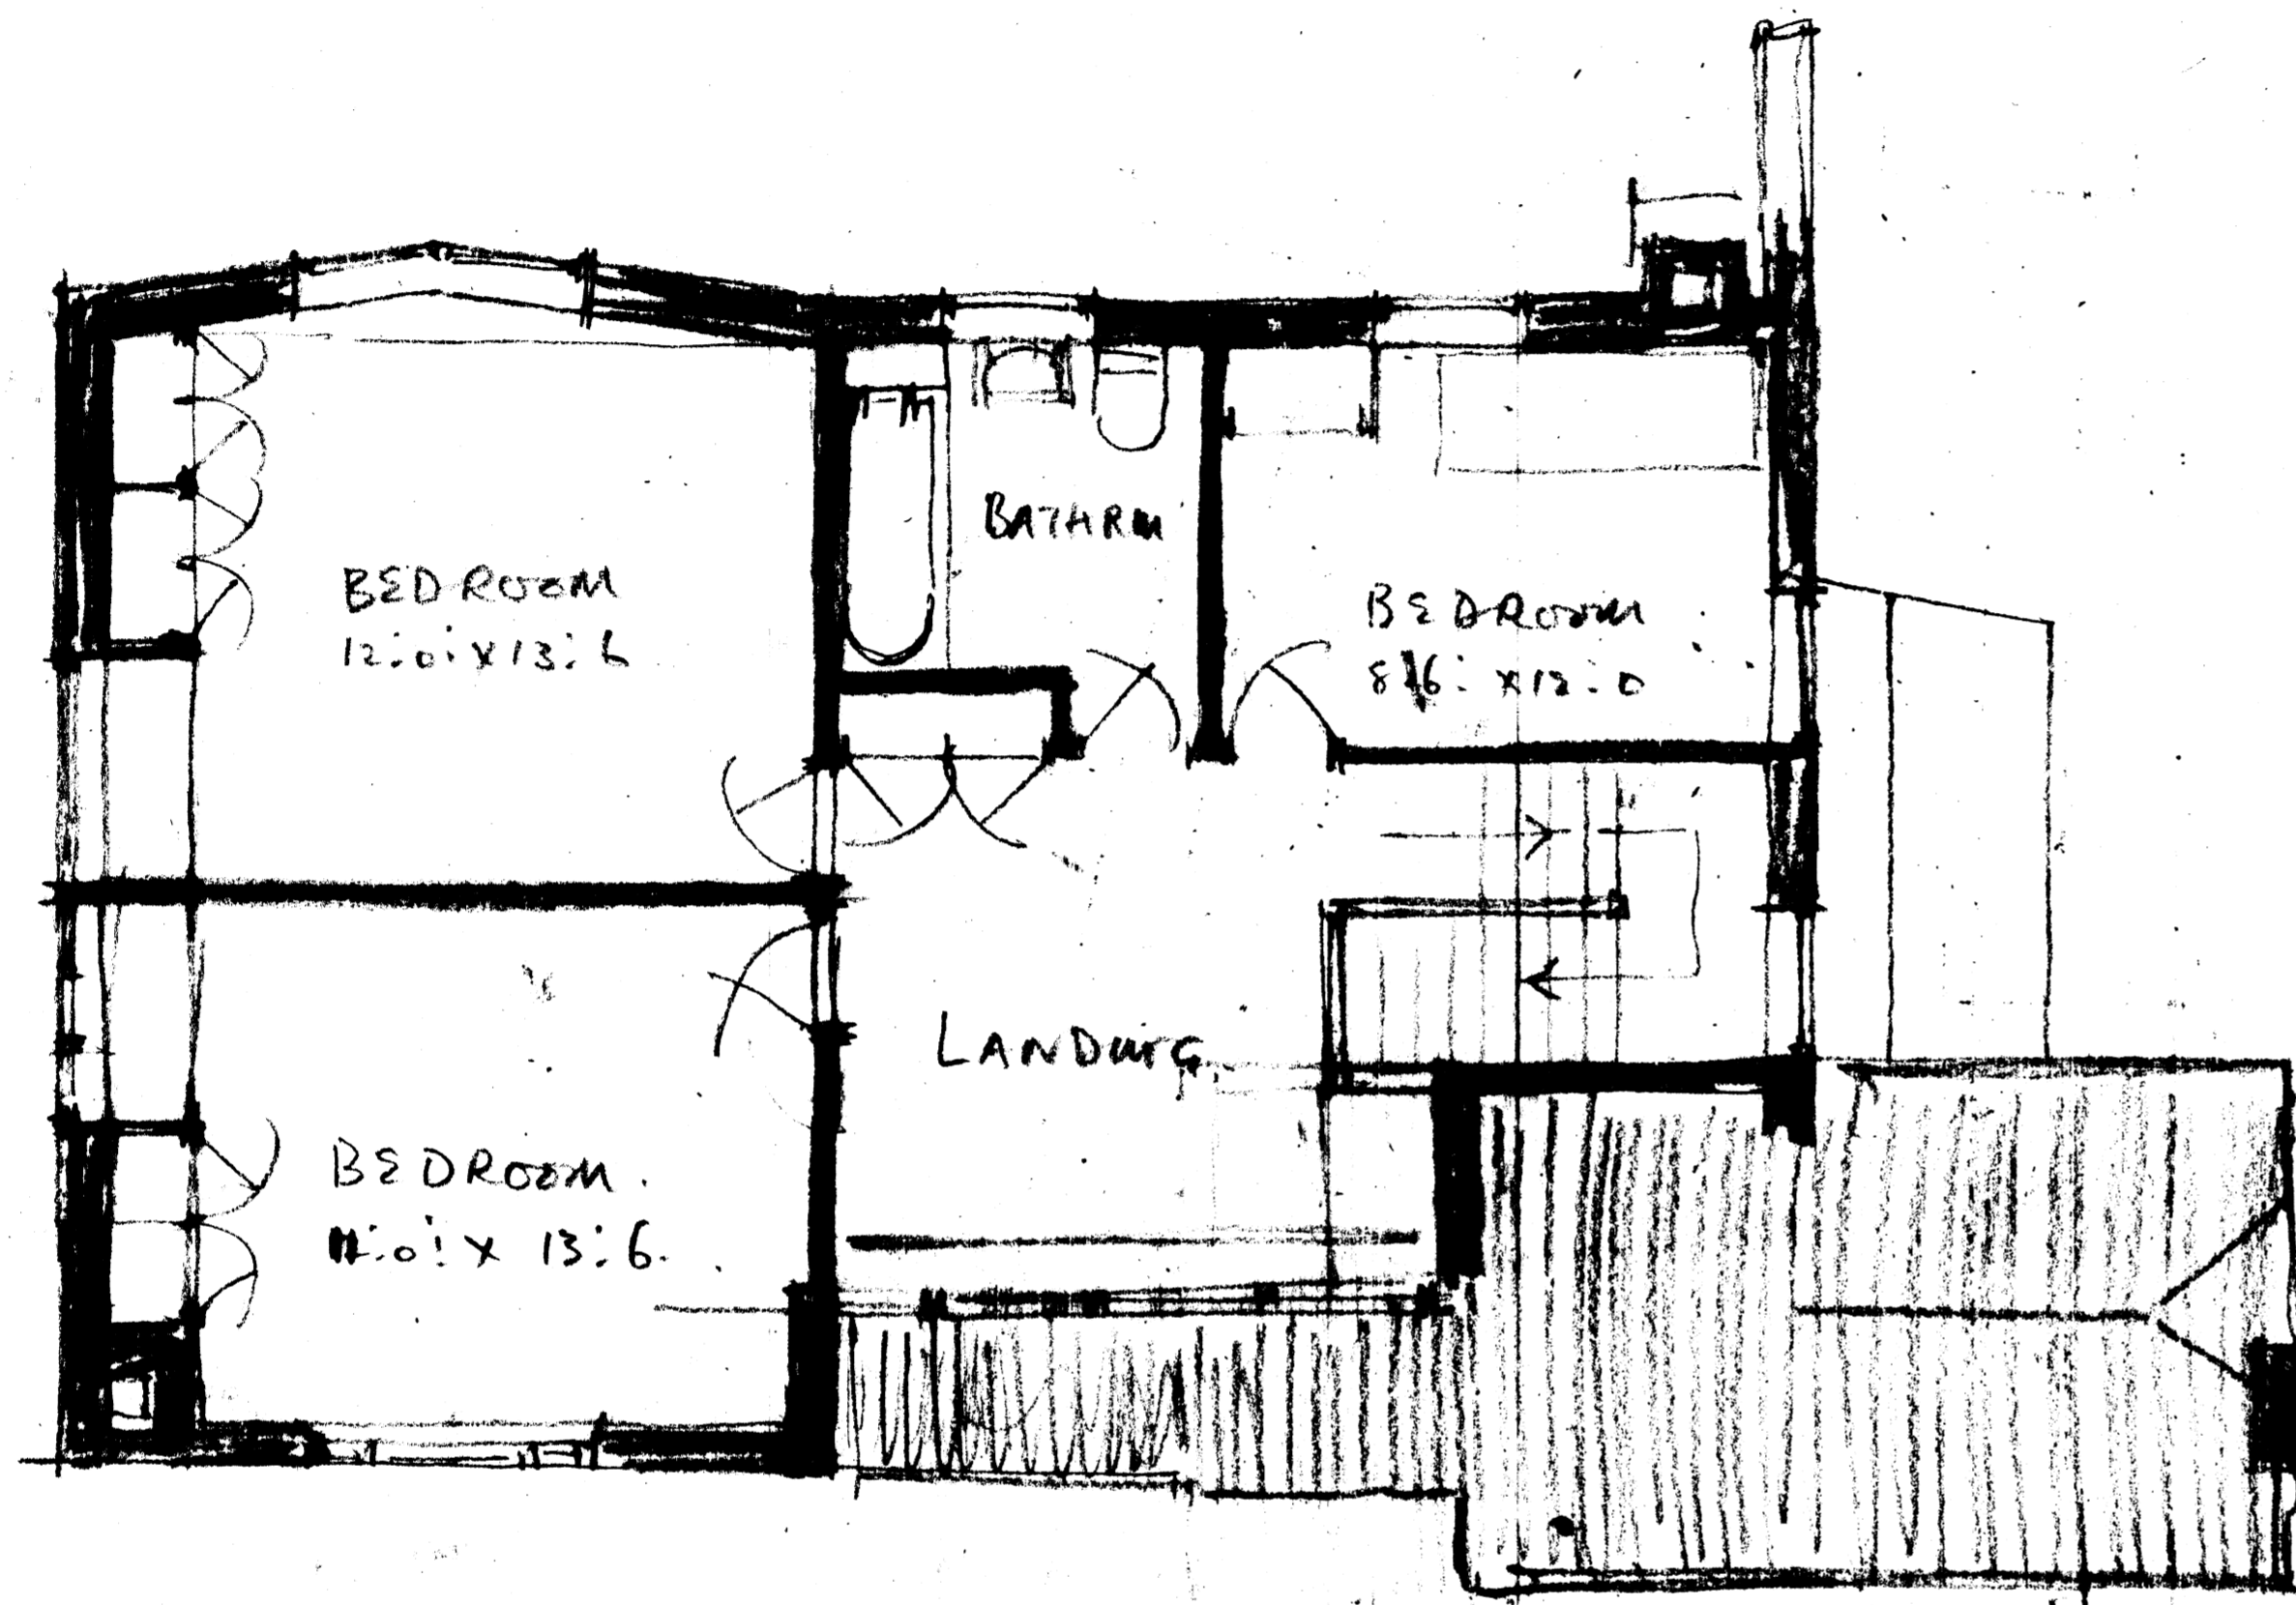 BATHRM
BEDROOM
12:0: X 13:6
BEDROOM
8 6: X 12:0
LANDING
BEDROOM.
11:0: X 13:6.